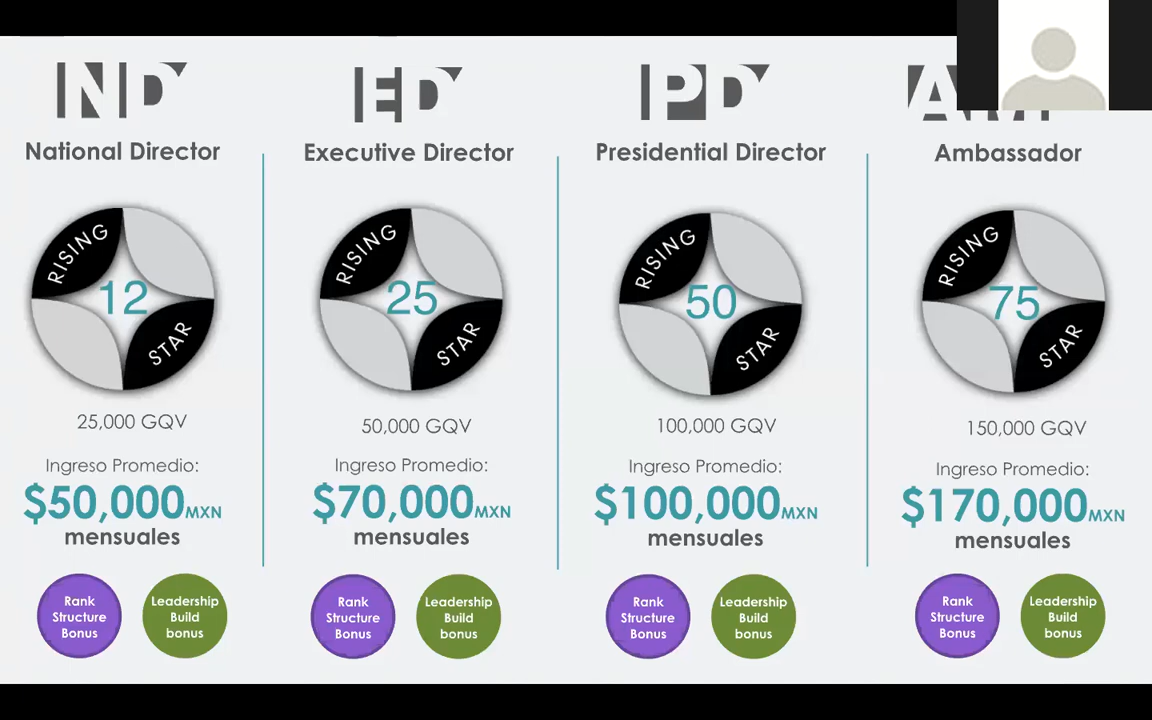 ND
National Director
RISING
12
STAR
25,000 GQV
Ingreso Promedio:
$50,000MXN
mensuales
Rank
Structure
Bonus
Leadership
Build
bonus
ED
Executive Director
RISING
25
STAR
50,000 GQV
Ingreso Promedio:
$70,000MXN
mensuales
Rank
Structure
Bonus
Leadership
Build
bonus
PD
Presidential Director
RISING
50
STAR
100,000 GQV
Ingreso Promedio:
$100,000MXN
mensuales
Rank
Structure
Bonus
Leadership
Build
bonus
Ambassador
RISING
75
STAR
150,000 GQV
Ingreso Promedio:
$170,000MXN
mensuales
Rank
Structure
Bonus
Leadership
Build
bonus